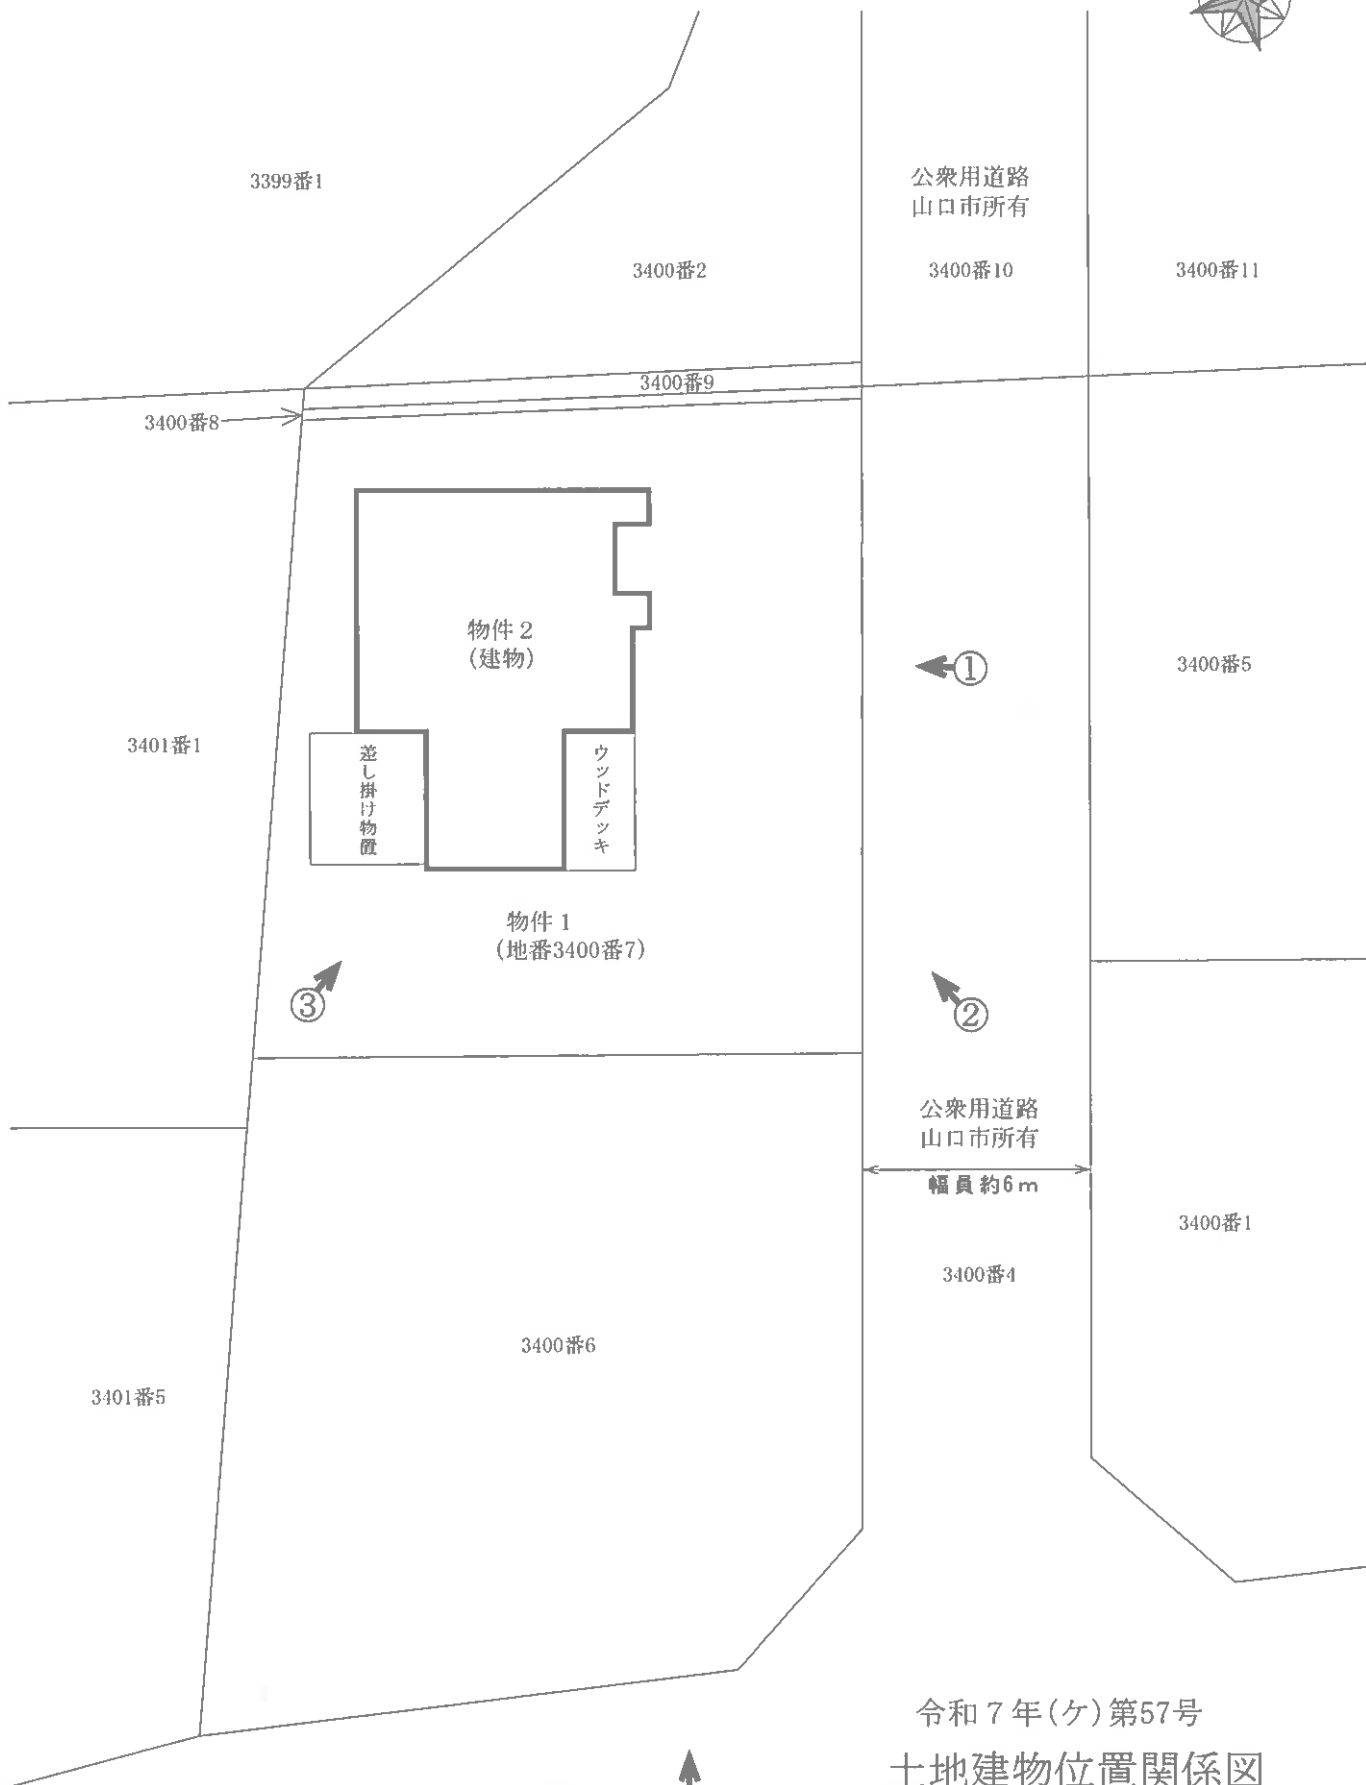 3399番1
公衆用道路
山口市所有
3400番2
3400番10
3400番11
3400番9
3400番8
物件2
(建物)
①
3400番5
3401番1
差し掛け物置
ウッドデッキ
物件1
(地番3400番7)
③
②
公衆用道路
山口市所有
幅員約6m
3400番1
3400番4
3400番6
3401番5
令和7年(ケ)第57号
土地建物位置関係図